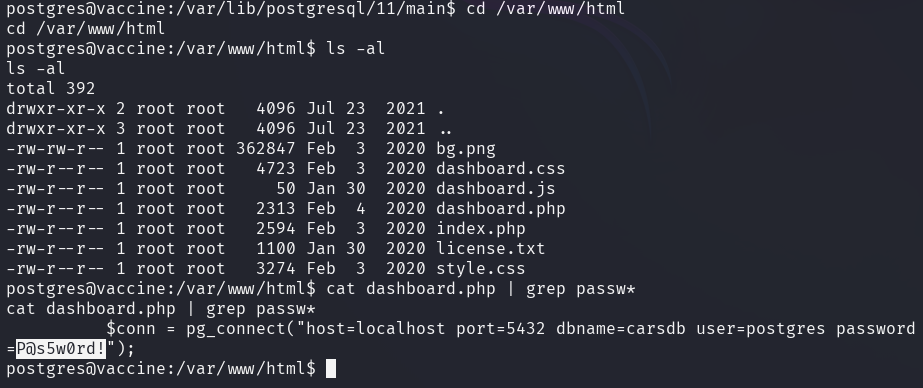 postgres@vaccine:/var/lib/postgresql/11/main$ cd /var/www/html
cd /var/www/html
postgres@vaccine:/var/www/html$ ls -al
ls -al
total 392
drwxr-xr-x 2 root root   4096 Jul 23  2021 .
drwxr-xr-x 3 root root   4096 Jul 23  2021 ..
-rw-rw-r-- 1 root root 362847 Feb  3  2020 bg.png
-rw-r--r-- 1 root root   4723 Feb  3  2020 dashboard.css
-rw-r--r-- 1 root root     50 Jan 30  2020 dashboard.js
-rw-r--r-- 1 root root   2313 Feb  4  2020 dashboard.php
-rw-r--r-- 1 root root   2594 Feb  3  2020 index.php
-rw-r--r-- 1 root root   1100 Jan 30  2020 license.txt
-rw-r--r-- 1 root root   3274 Feb  3  2020 style.css
postgres@vaccine:/var/www/html$ cat dashboard.php | grep passw*
cat dashboard.php | grep passw*
          $conn = pg_connect("host=localhost port=5432 dbname=carsdb user=postgres password
=P@s5w0rd!");
postgres@vaccine:/var/www/html$